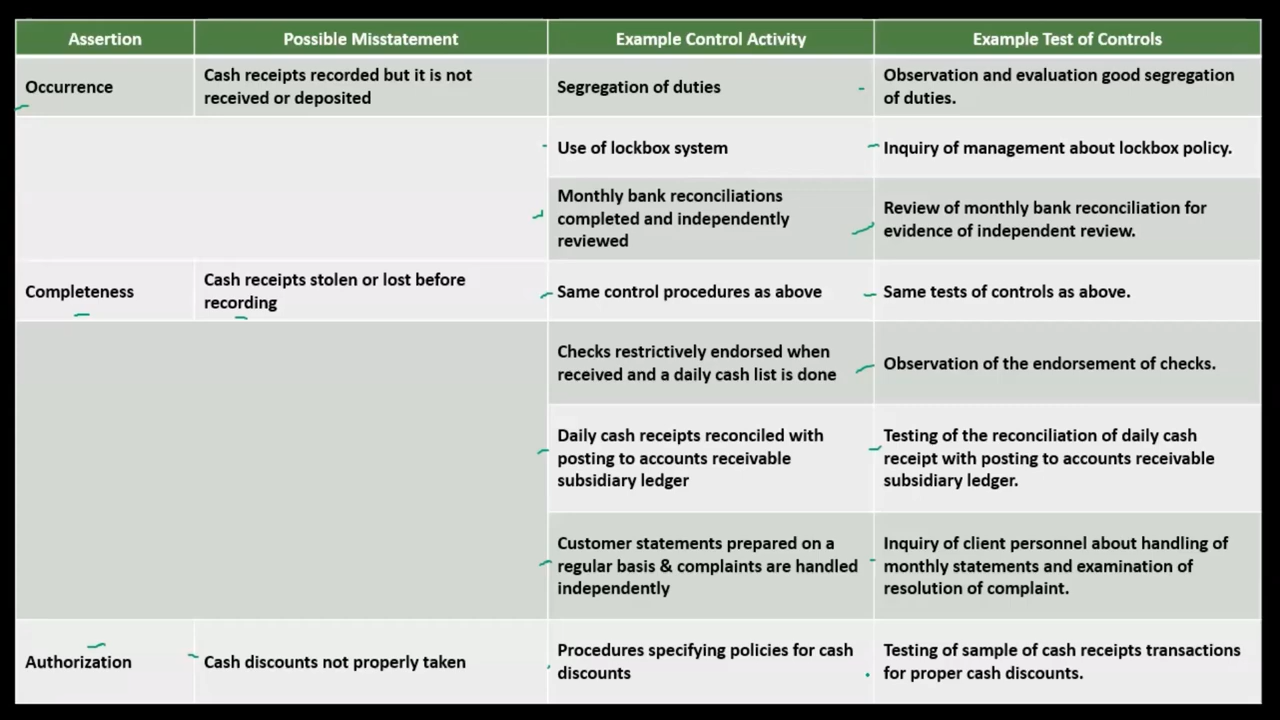 Assertion
Possible Misstatement
Example Control Activity
Example Test of Controls
Occurrence
Cash receipts recorded but it is not
received or deposited
Segregation of duties
Observation and evaluation good segregation
of duties.
Use of lockbox system
Inquiry of management about lockbox policy.
Monthly bank reconciliations
completed and independently
reviewed
Review of monthly bank reconciliation for
evidence of independent review.
Completeness
Cash receipts stolen or lost before
recording
Same control procedures as above
Same tests of controls as above.
Checks restrictively endorsed when
received and a daily cash list is done
Observation of the endorsement of checks.
Daily cash receipts reconciled with
posting to accounts receivable
subsidiary ledger
Testing of the reconciliation of daily cash
receipt with posting to accounts receivable
subsidiary ledger.
Customer statements prepared on a
regular basis & complaints are handled
independently
Inquiry of client personnel about handling of
monthly statements and examination of
resolution of complaint.
Authorization
Cash discounts not properly taken
Procedures specifying policies for cash
discounts
Testing of sample of cash receipts transactions
for proper cash discounts.